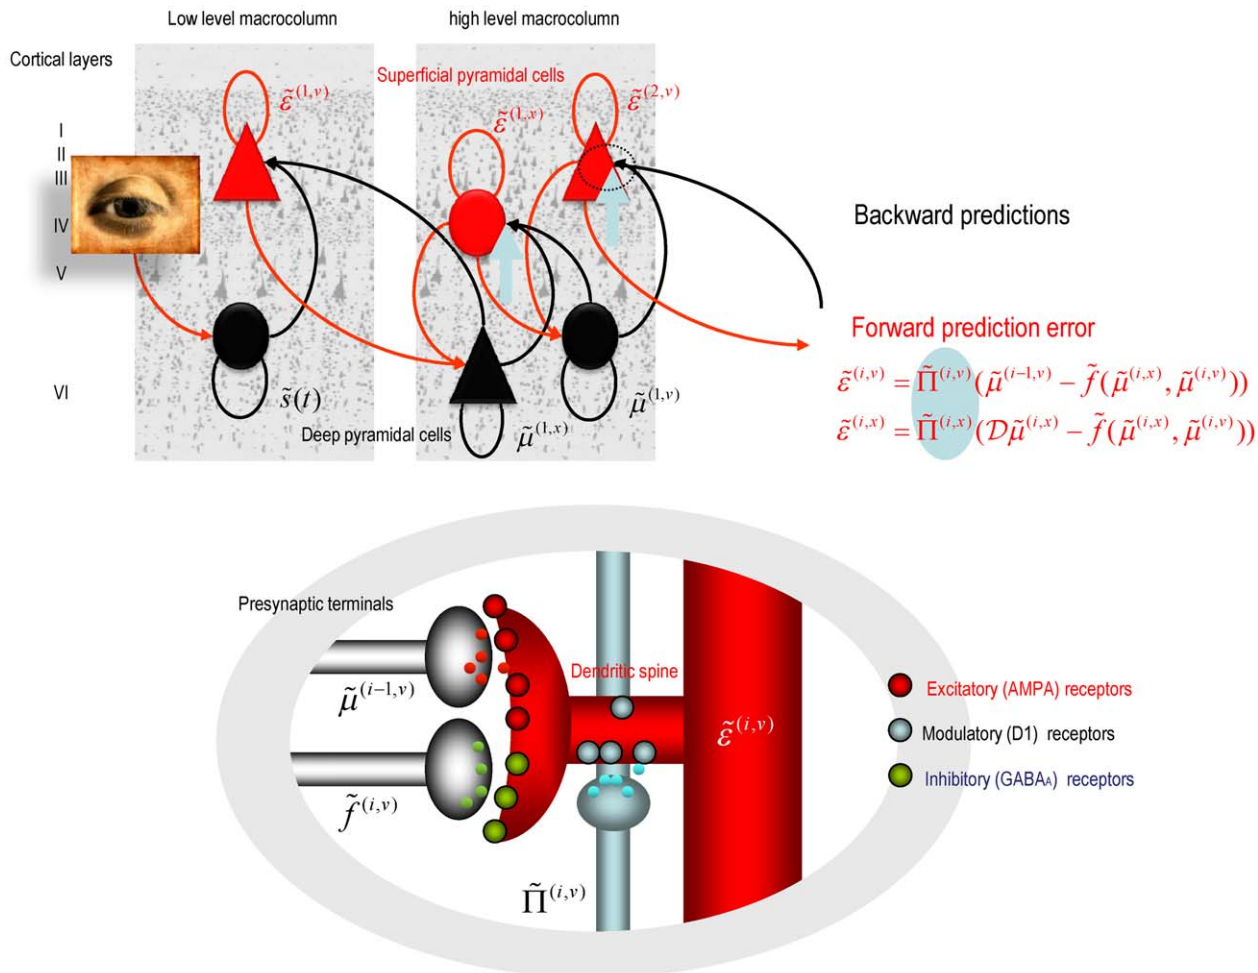 Low level macrocolumn
high level macrocolumn
Cortical layers
Superficial pyramidal cells
ε̃^(1,v)
ε̃^(1,x)
ε̃^(2,v)
I
II
III
IV
V
VI
Backward predictions
Forward prediction error
ε̃^(i,v) = Π̃^(i,v)(μ̃^(i−1,v) − f̃(μ̃^(i,x), μ̃^(i,v)))
ε̃^(i,x) = Π̃^(i,x)(𝒟μ̃^(i,x) − f̃(μ̃^(i,x), μ̃^(i,v)))
s̃(t)
Deep pyramidal cells
μ̃^(1,x)
μ̃^(1,v)
Presynaptic terminals
μ̃^(i−1,v)
f̃^(i,v)
Dendritic spine
ε̃^(i,v)
Π̃^(i,v)
Excitatory (AMPA) receptors
Modulatory (D1) receptors
Inhibitory (GABAA) receptors